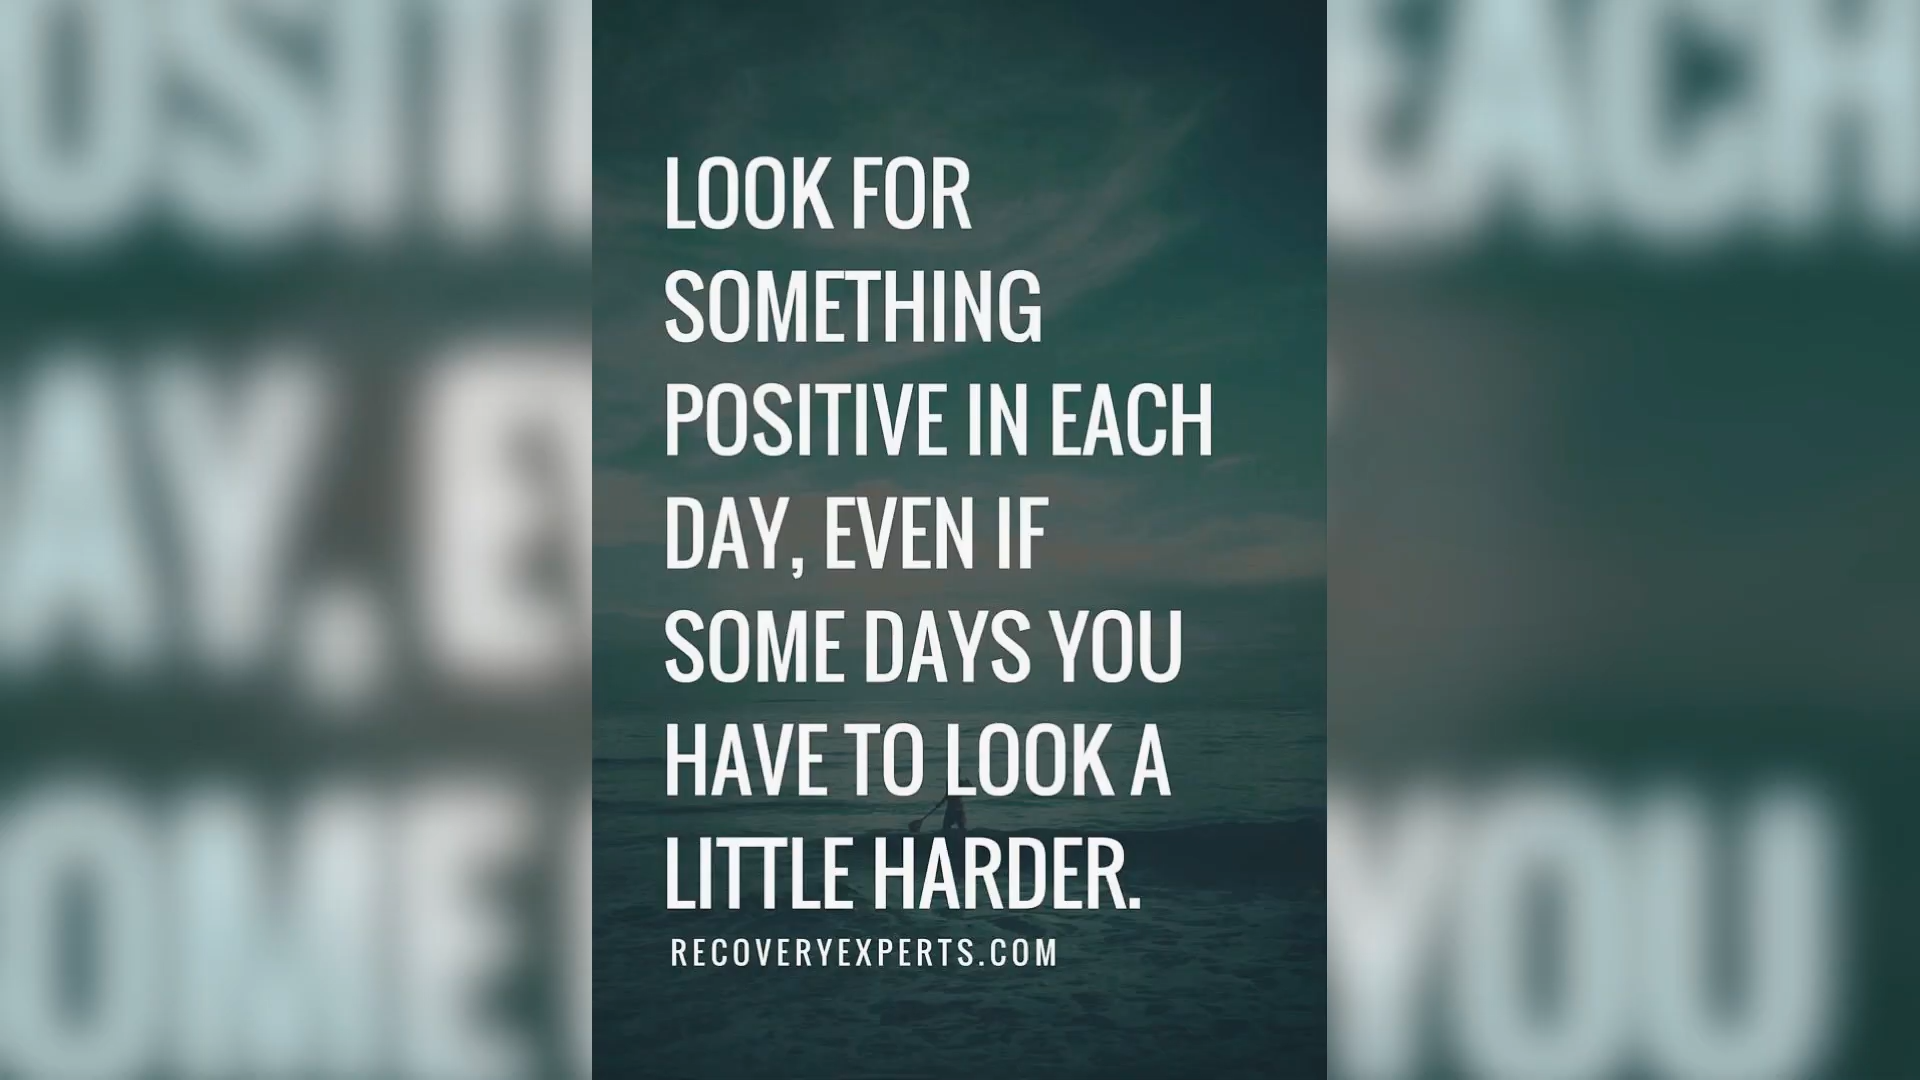 LOOK FOR
SOMETHING
POSITIVE IN EACH
DAY, EVEN IF
SOME DAYS YOU
HAVE TO LOOK A
LITTLE HARDER.
RECOVERYEXPERTS.COM